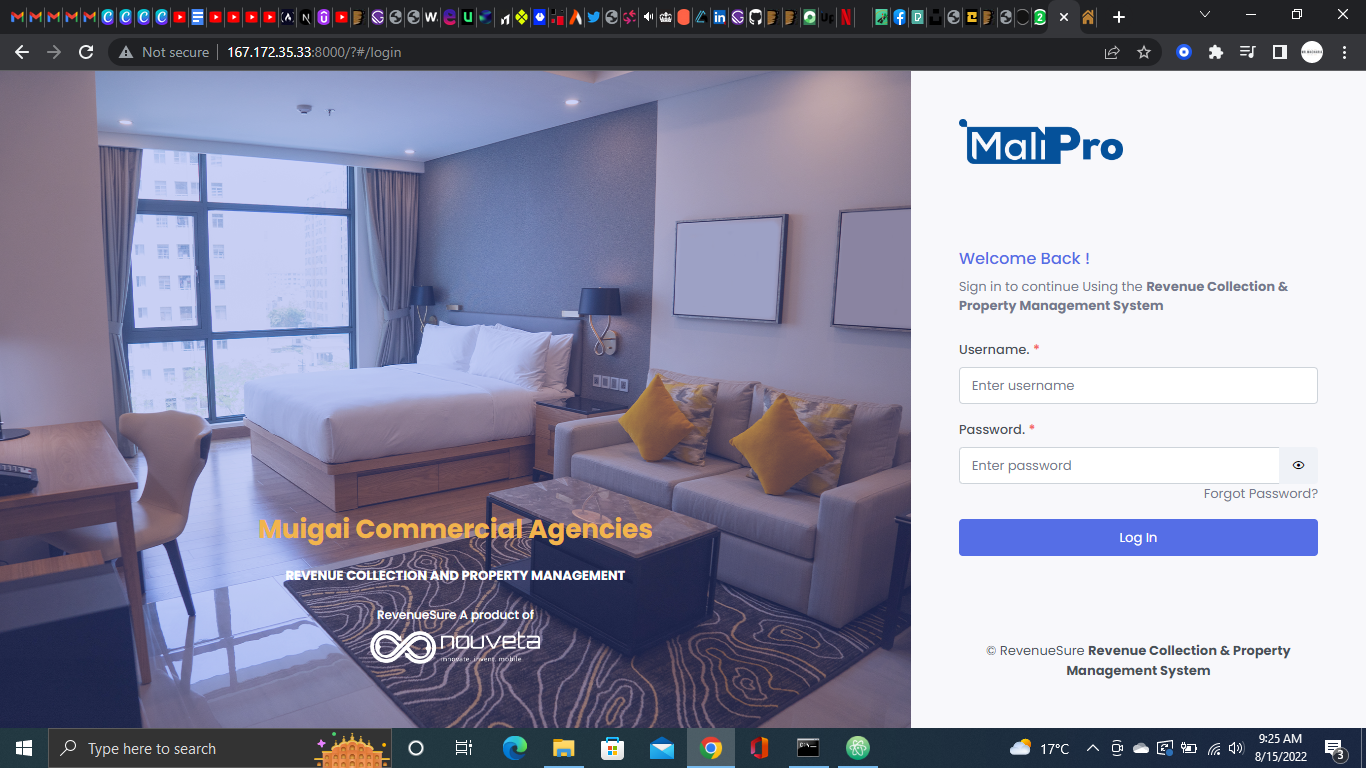 Not secure
167.172.35.33:8000/?#/login
MaliPro
Welcome Back !
Sign in to continue Using the Revenue Collection &
Property Management System
Username. *
Enter username
Password. *
Enter password
Forgot Password?
Log In
© RevenueSure Revenue Collection & Property
Management System
Muigai Commercial Agencies
REVENUE COLLECTION AND PROPERTY MANAGEMENT
RevenueSure A product of
nouveta
innovate. invent. mobile
Type here to search
17°C
9:25 AM
8/15/2022
3